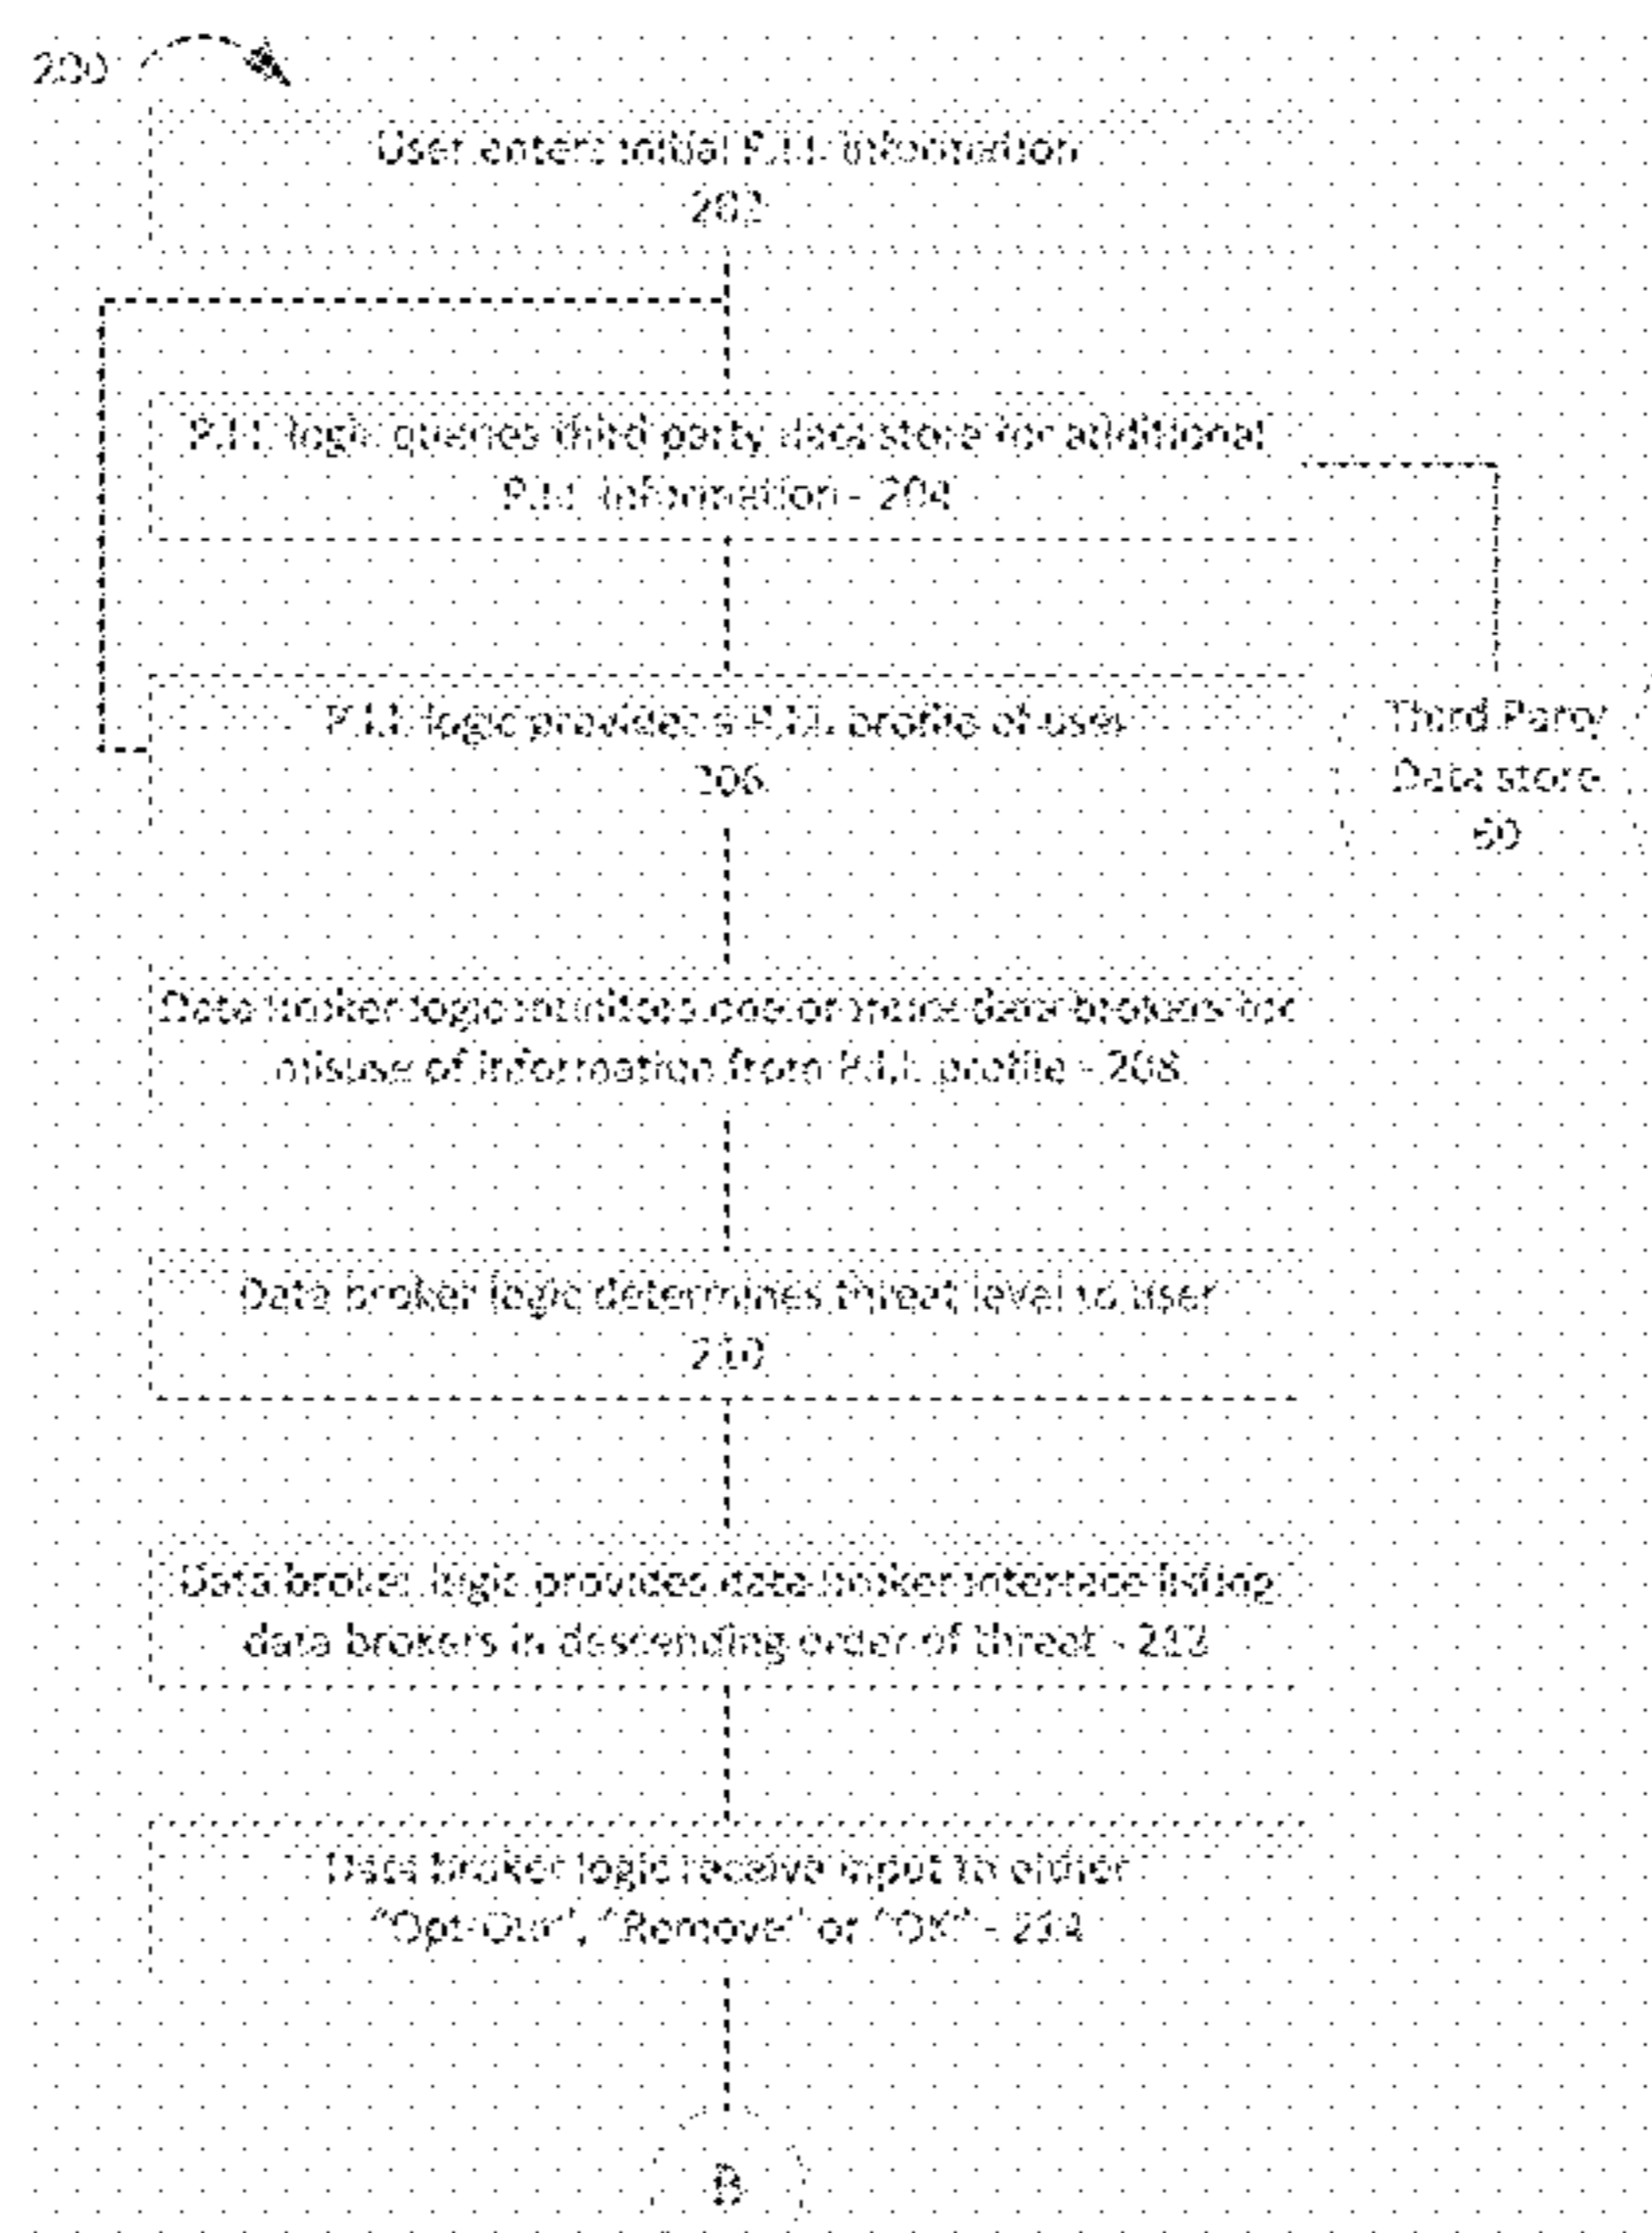 200
User enters initial P.I.I. information
202
P.I.I. logic queries third party data store for additional
P.I.I. information - 204
P.I.I. logic provides a P.I.I. profile of user
206
Third Party
Data store
60
Data broker logic monitors one or more data brokers for
misuse of information from P.I.I. profile - 208
Data broker logic determines threat level to user
210
Data broker logic provides data broker interface listing
data brokers in descending order of threat - 212
Data broker logic receive input to either
"Opt-Out", "Remove" or "OK" - 214
B